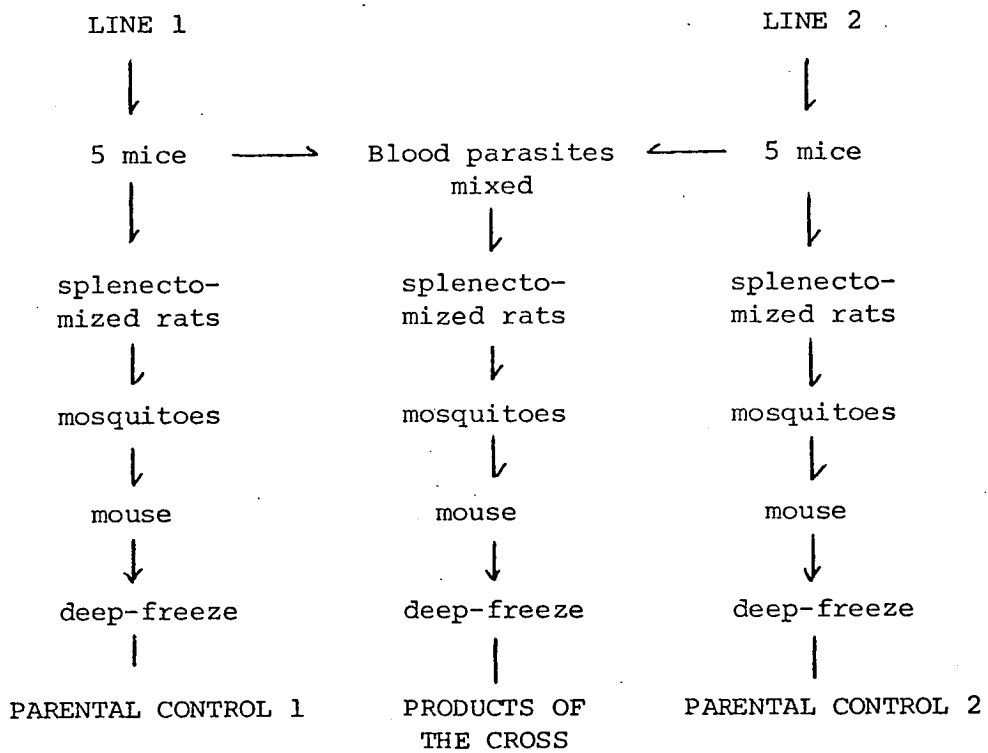 LINE 1
LINE 2
5 mice
Blood parasites
mixed
5 mice
splenecto-
mized rats
splenecto-
mized rats
splenecto-
mized rats
mosquitoes
mosquitoes
mosquitoes
mouse
mouse
mouse
deep-freeze
deep-freeze
deep-freeze
PARENTAL CONTROL 1
PRODUCTS OF
THE CROSS
PARENTAL CONTROL 2